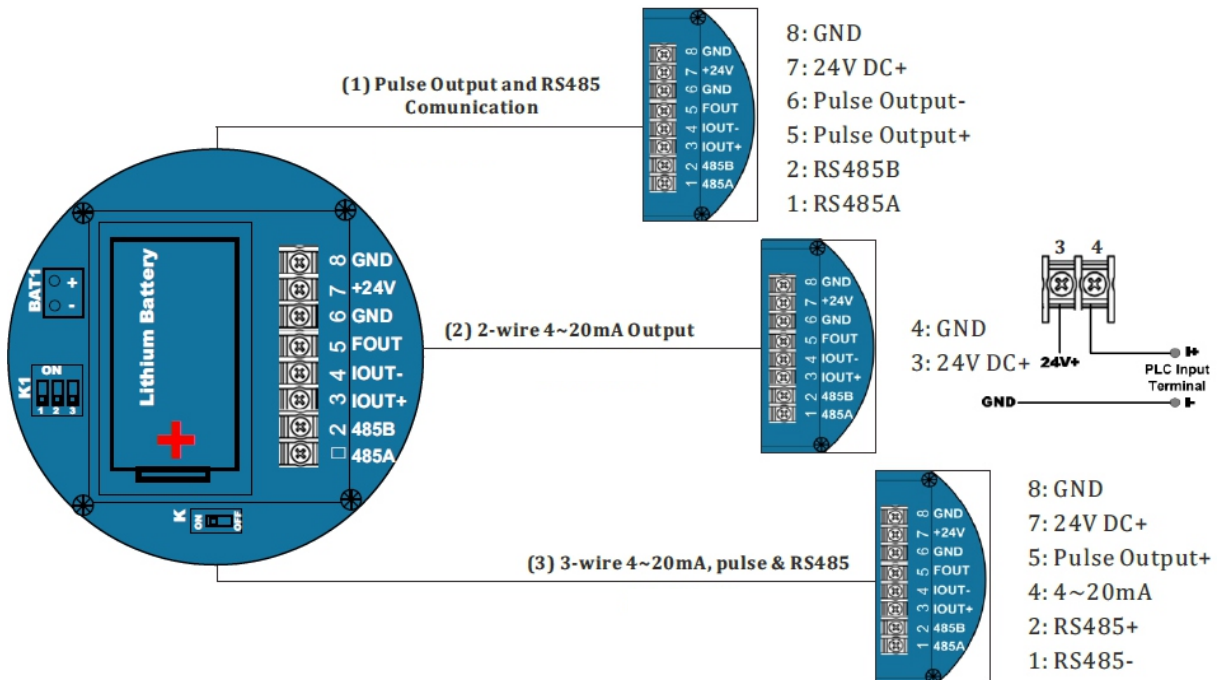 (1) Pulse Output and RS485
Comunication
8 GND
7 +24V
6 GND
5 FOUT
4 IOUT-
3 IOUT+
2 485B
1 485A
8: GND
7: 24V DC+
6: Pulse Output-
5: Pulse Output+
2: RS485B
1: RS485A
BAT1
+
-
K1
ON
1 2 3
Lithium Battery
8 GND
7 +24V
6 GND
5 FOUT
4 IOUT-
3 IOUT+
2 485B
□ 485A
K
ON
OFF
(2) 2-wire 4~20mA Output
8 GND
7 +24V
6 GND
5 FOUT
4 IOUT-
3 IOUT+
2 485B
1 485A
4: GND
3: 24V DC+
3 4
24V+
GND
I+
PLC Input
Terminal
I-
(3) 3-wire 4~20mA, pulse & RS485
8 GND
7 +24V
6 GND
5 FOUT
4 IOUT-
3 IOUT+
2 485B
1 485A
8: GND
7: 24V DC+
5: Pulse Output+
4: 4~20mA
2: RS485+
1: RS485-